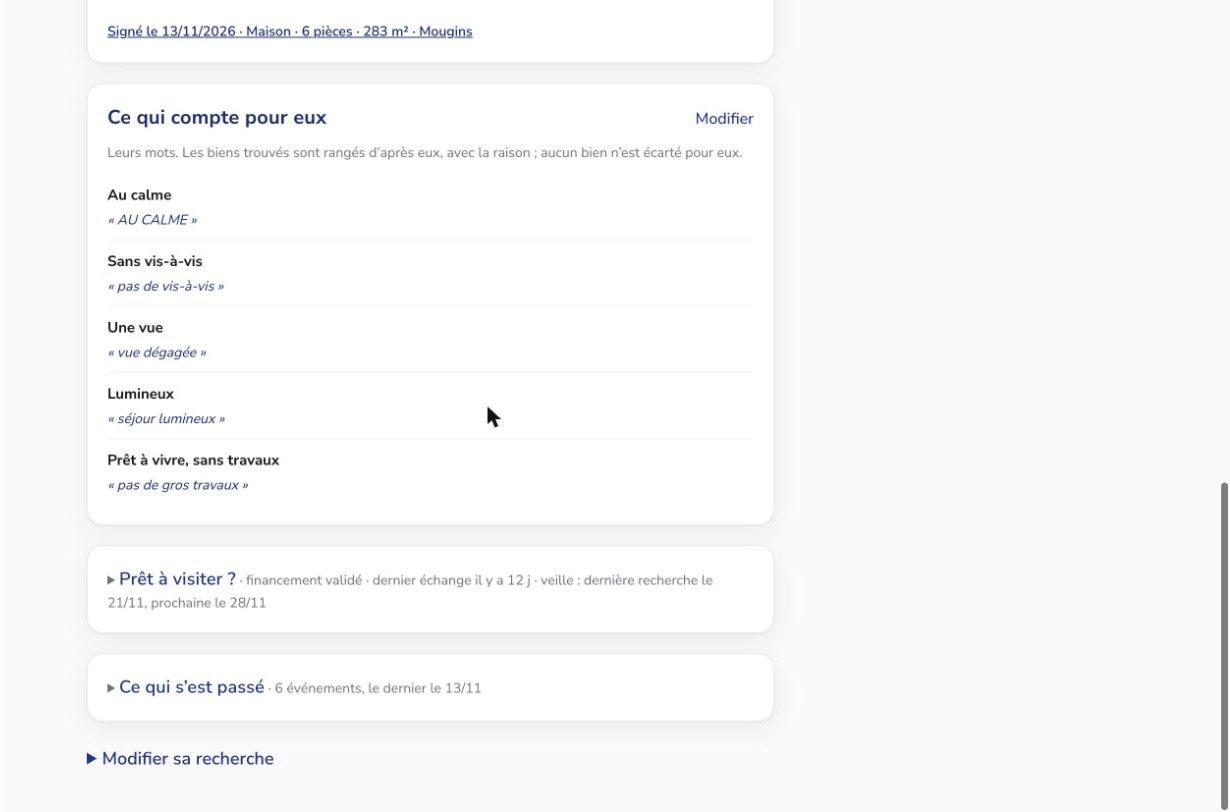 Signé le 13/11/2026 · Maison · 6 pièces · 283 m² · Mougins
Ce qui compte pour eux
Modifier
Leurs mots. Les biens trouvés sont rangés d’après eux, avec la raison ; aucun bien n’est écarté pour eux.
Au calme
« AU CALME »
Sans vis-à-vis
« pas de vis-à-vis »
Une vue
« vue dégagée »
Lumineux
« séjour lumineux »
Prêt à vivre, sans travaux
« pas de gros travaux »
Prêt à visiter ? · financement validé · dernier échange il y a 12 j · veille : dernière recherche le
21/11, prochaine le 28/11
Ce qui s’est passé · 6 événements, le dernier le 13/11
Modifier sa recherche